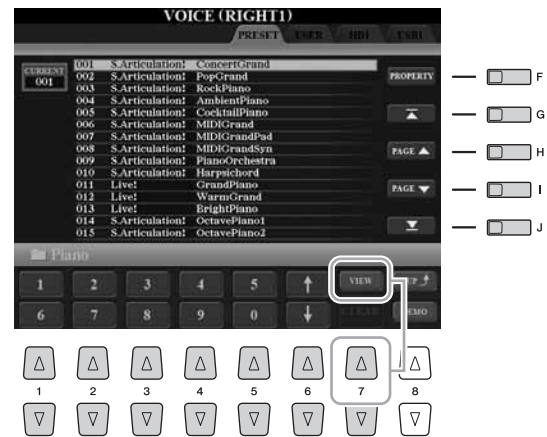 VOICE (RIGHT1)
PRESET USER HD1 USB1
CURRENT
001
001 S.Articulation! ConcertGrand
002 S.Articulation! PopGrand
003 S.Articulation! RockPiano
004 S.Articulation! AmbientPiano
005 S.Articulation! CocktailPiano
006 S.Articulation! MIDIGrand
007 S.Articulation! MIDIGrandPad
008 S.Articulation! MIDIGrandSyn
009 S.Articulation! PianoOrchestra
010 S.Articulation! Harpsichord
011 Live! GrandPiano
012 Live! WarmGrand
013 Live! BrightPiano
014 S.Articulation! OctavePiano1
015 S.Articulation! OctavePiano2
PROPERTY F
G
PAGE H
PAGE I
J
Piano
1 2 3 4 5 VIEW
6 7 8 9 0 CLEAR
1 2 3 4 5 6 7 8